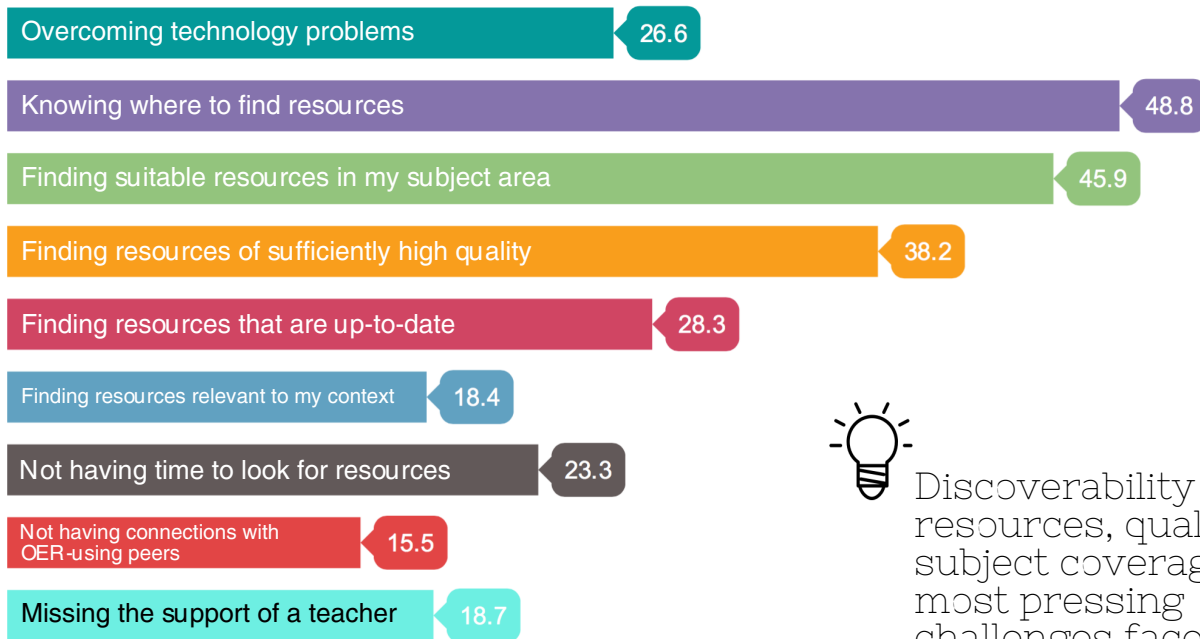 Overcoming technology problems
26.6
Knowing where to find resources
48.8
Finding suitable resources in my subject area
45.9
Finding resources of sufficiently high quality
38.2
Finding resources that are up-to-date
28.3
Finding resources relevant to my context
18.4
Not having time to look for resources
23.3
Not having connections with
OER-using peers
15.5
Missing the support of a teacher
18.7
Discoverability
resources,
subject
most pressing
challenges